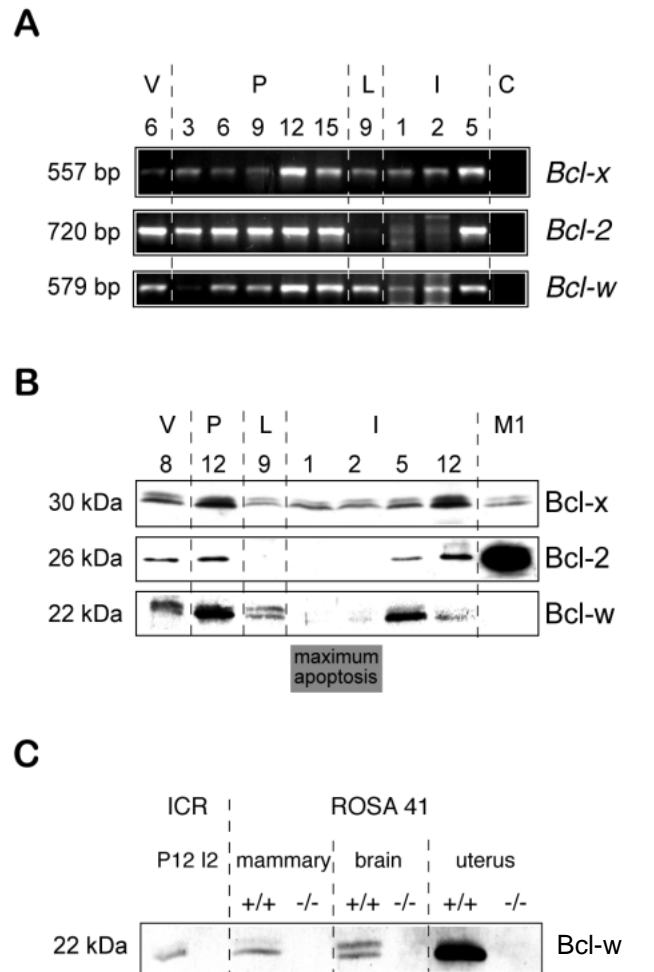 A
V P L I C
6 3 6 9 12 15 9 1 2 5
557 bp Bcl-x
720 bp Bcl-2
579 bp Bcl-w
B
V P L I M1
8 12 9 1 2 5 12
30 kDa Bcl-x
26 kDa Bcl-2
22 kDa Bcl-w
maximum
apoptosis
C
ICR ROSA 41
P12 I2 mammary brain uterus
+/+ -/- +/+ -/- +/+ -/-
22 kDa Bcl-w